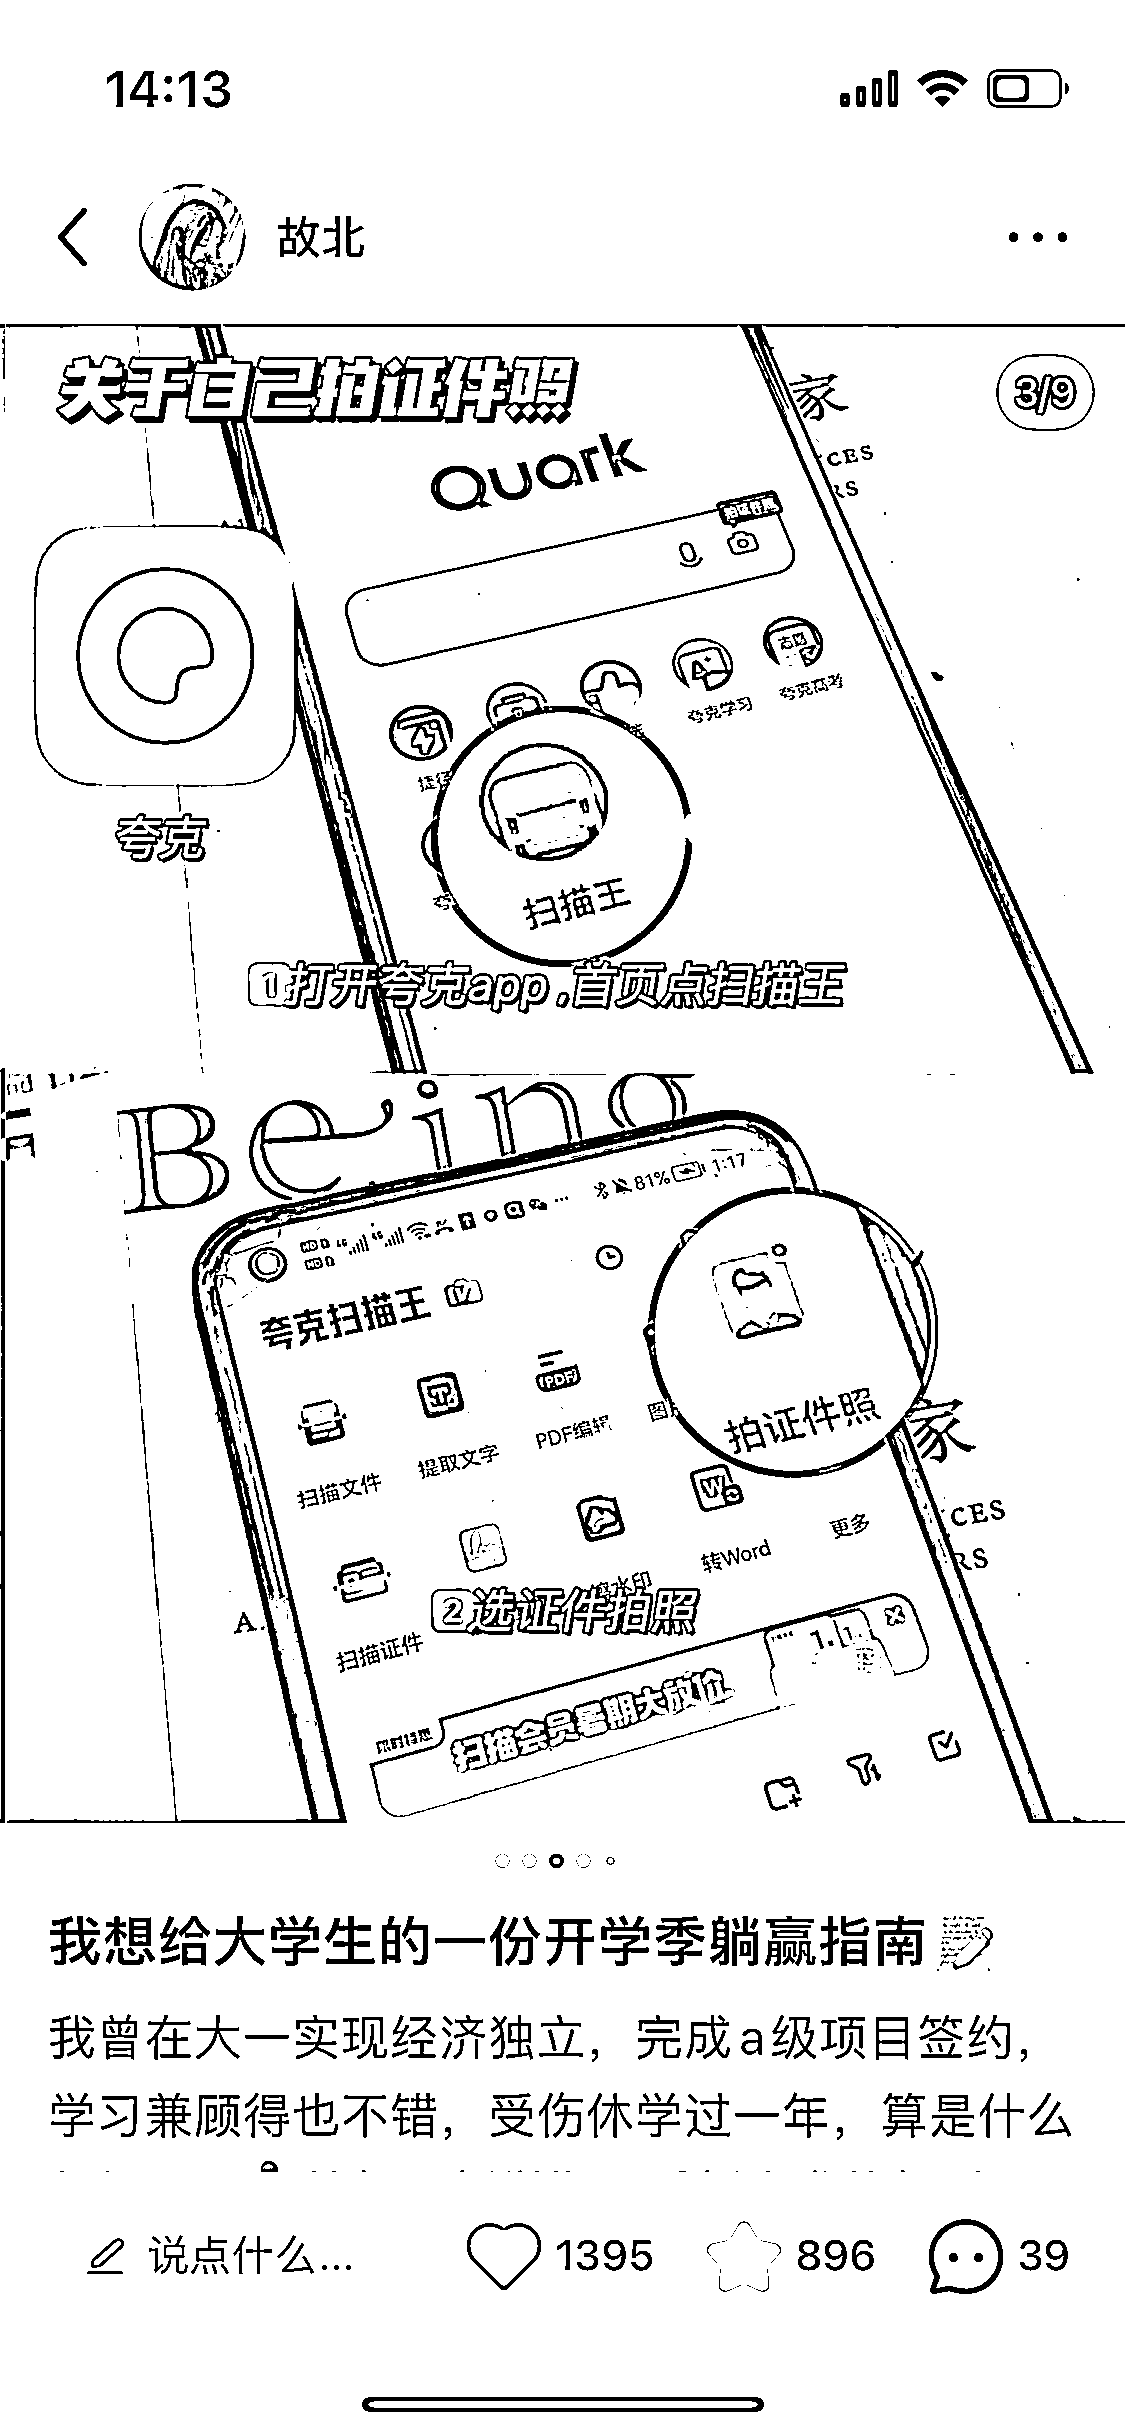 14:13
故北
关于自己拍证件照
3/9
家
CES
RS
Quark
夸克学习
夸克高考
夸克
扫描王
1打开夸克app,首页点扫描王
Being
81%
1:17
夸克扫描王
拍证件照
家
扫描文件
提取文字
PDF编辑
CES
RS
扫描证件
转Word
更多
A.
2选证件拍照
扫描会员暑期大放价
我想给大学生的一份开学季躺赢指南
我曾在大一实现经济独立，完成a级项目签约，
学习兼顾得也不错，受伤休学过一年，算是什么
说点什么...
1395
896
39